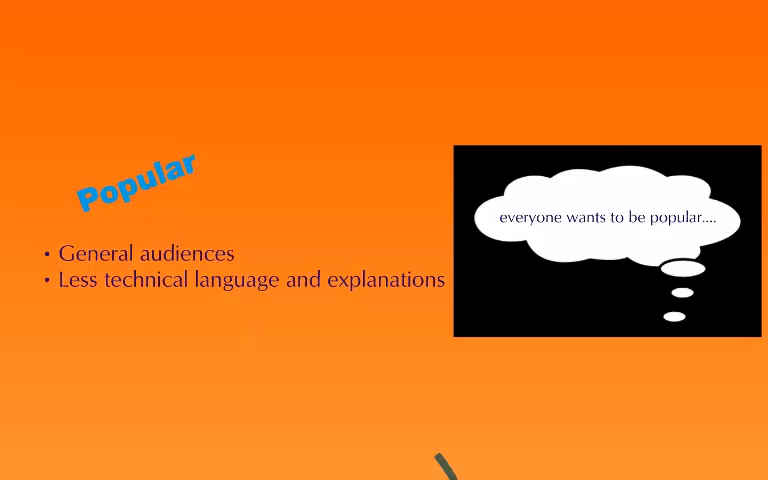 Popular
• General audiences
• Less technical language and explanations
everyone wants to be popular....